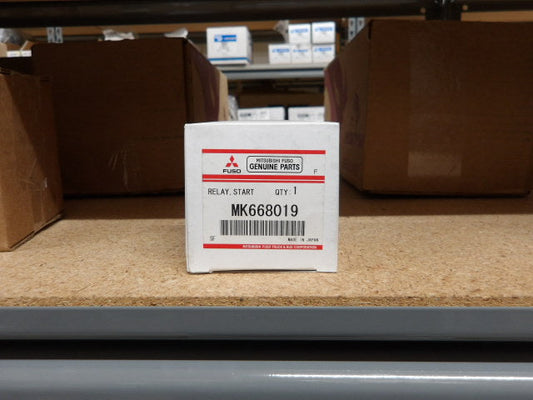 MITSUBISHI FUSO
GENUINE PARTS
FUSO
F
RELAY, START QTY: 1
MK668019
SF MADE IN JAPAN
MITSUBISHI FUSO TRUCK & BUS CORPORATION